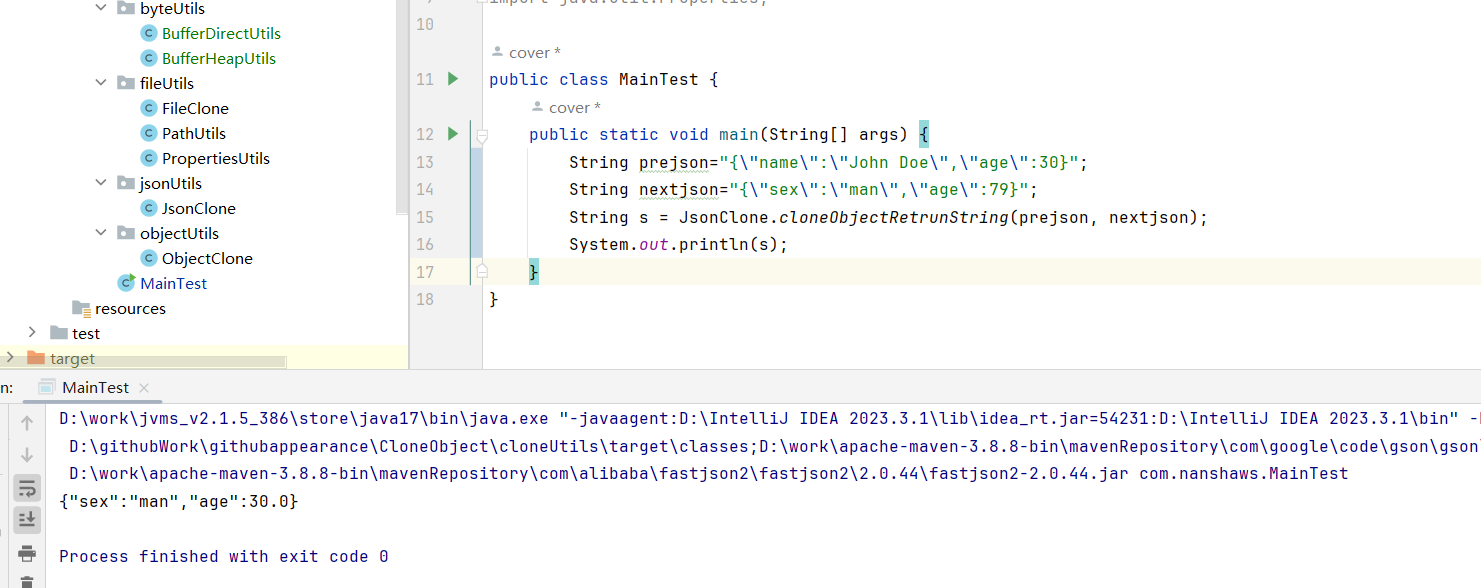 byteUtils
BufferDirectUtils
BufferHeapUtils
fileUtils
FileClone
PathUtils
PropertiesUtils
jsonUtils
JsonClone
objectUtils
ObjectClone
MainTest
resources
test
target
import java.util.Properties;
10
cover *
11 public class MainTest {
cover *
12 public static void main(String[] args) {
13 String prejson="{\"name\":\"John Doe\",\"age\":30}";
14 String nextjson="{\"sex\":\"man\",\"age\":79}";
15 String s = JsonClone.cloneObjectRetrunString(prejson, nextjson);
16 System.out.println(s);
17 }
18 }
n: MainTest
D:\work\jvms_v2.1.5_386\store\java17\bin\java.exe "-javaagent:D:\IntelliJ IDEA 2023.3.1\lib\idea_rt.jar=54231:D:\IntelliJ IDEA 2023.3.1\bin"
D:\githubWork\githubappearance\CloneObject\cloneUtils\target\classes;D:\work\apache-maven-3.8.8-bin\mavenRepository\com\google\code\gson\gson
D:\work\apache-maven-3.8.8-bin\mavenRepository\com\alibaba\fastjson2\fastjson2\2.0.44\fastjson2-2.0.44.jar com.nanshaws.MainTest
{"sex":"man","age":30.0}
Process finished with exit code 0